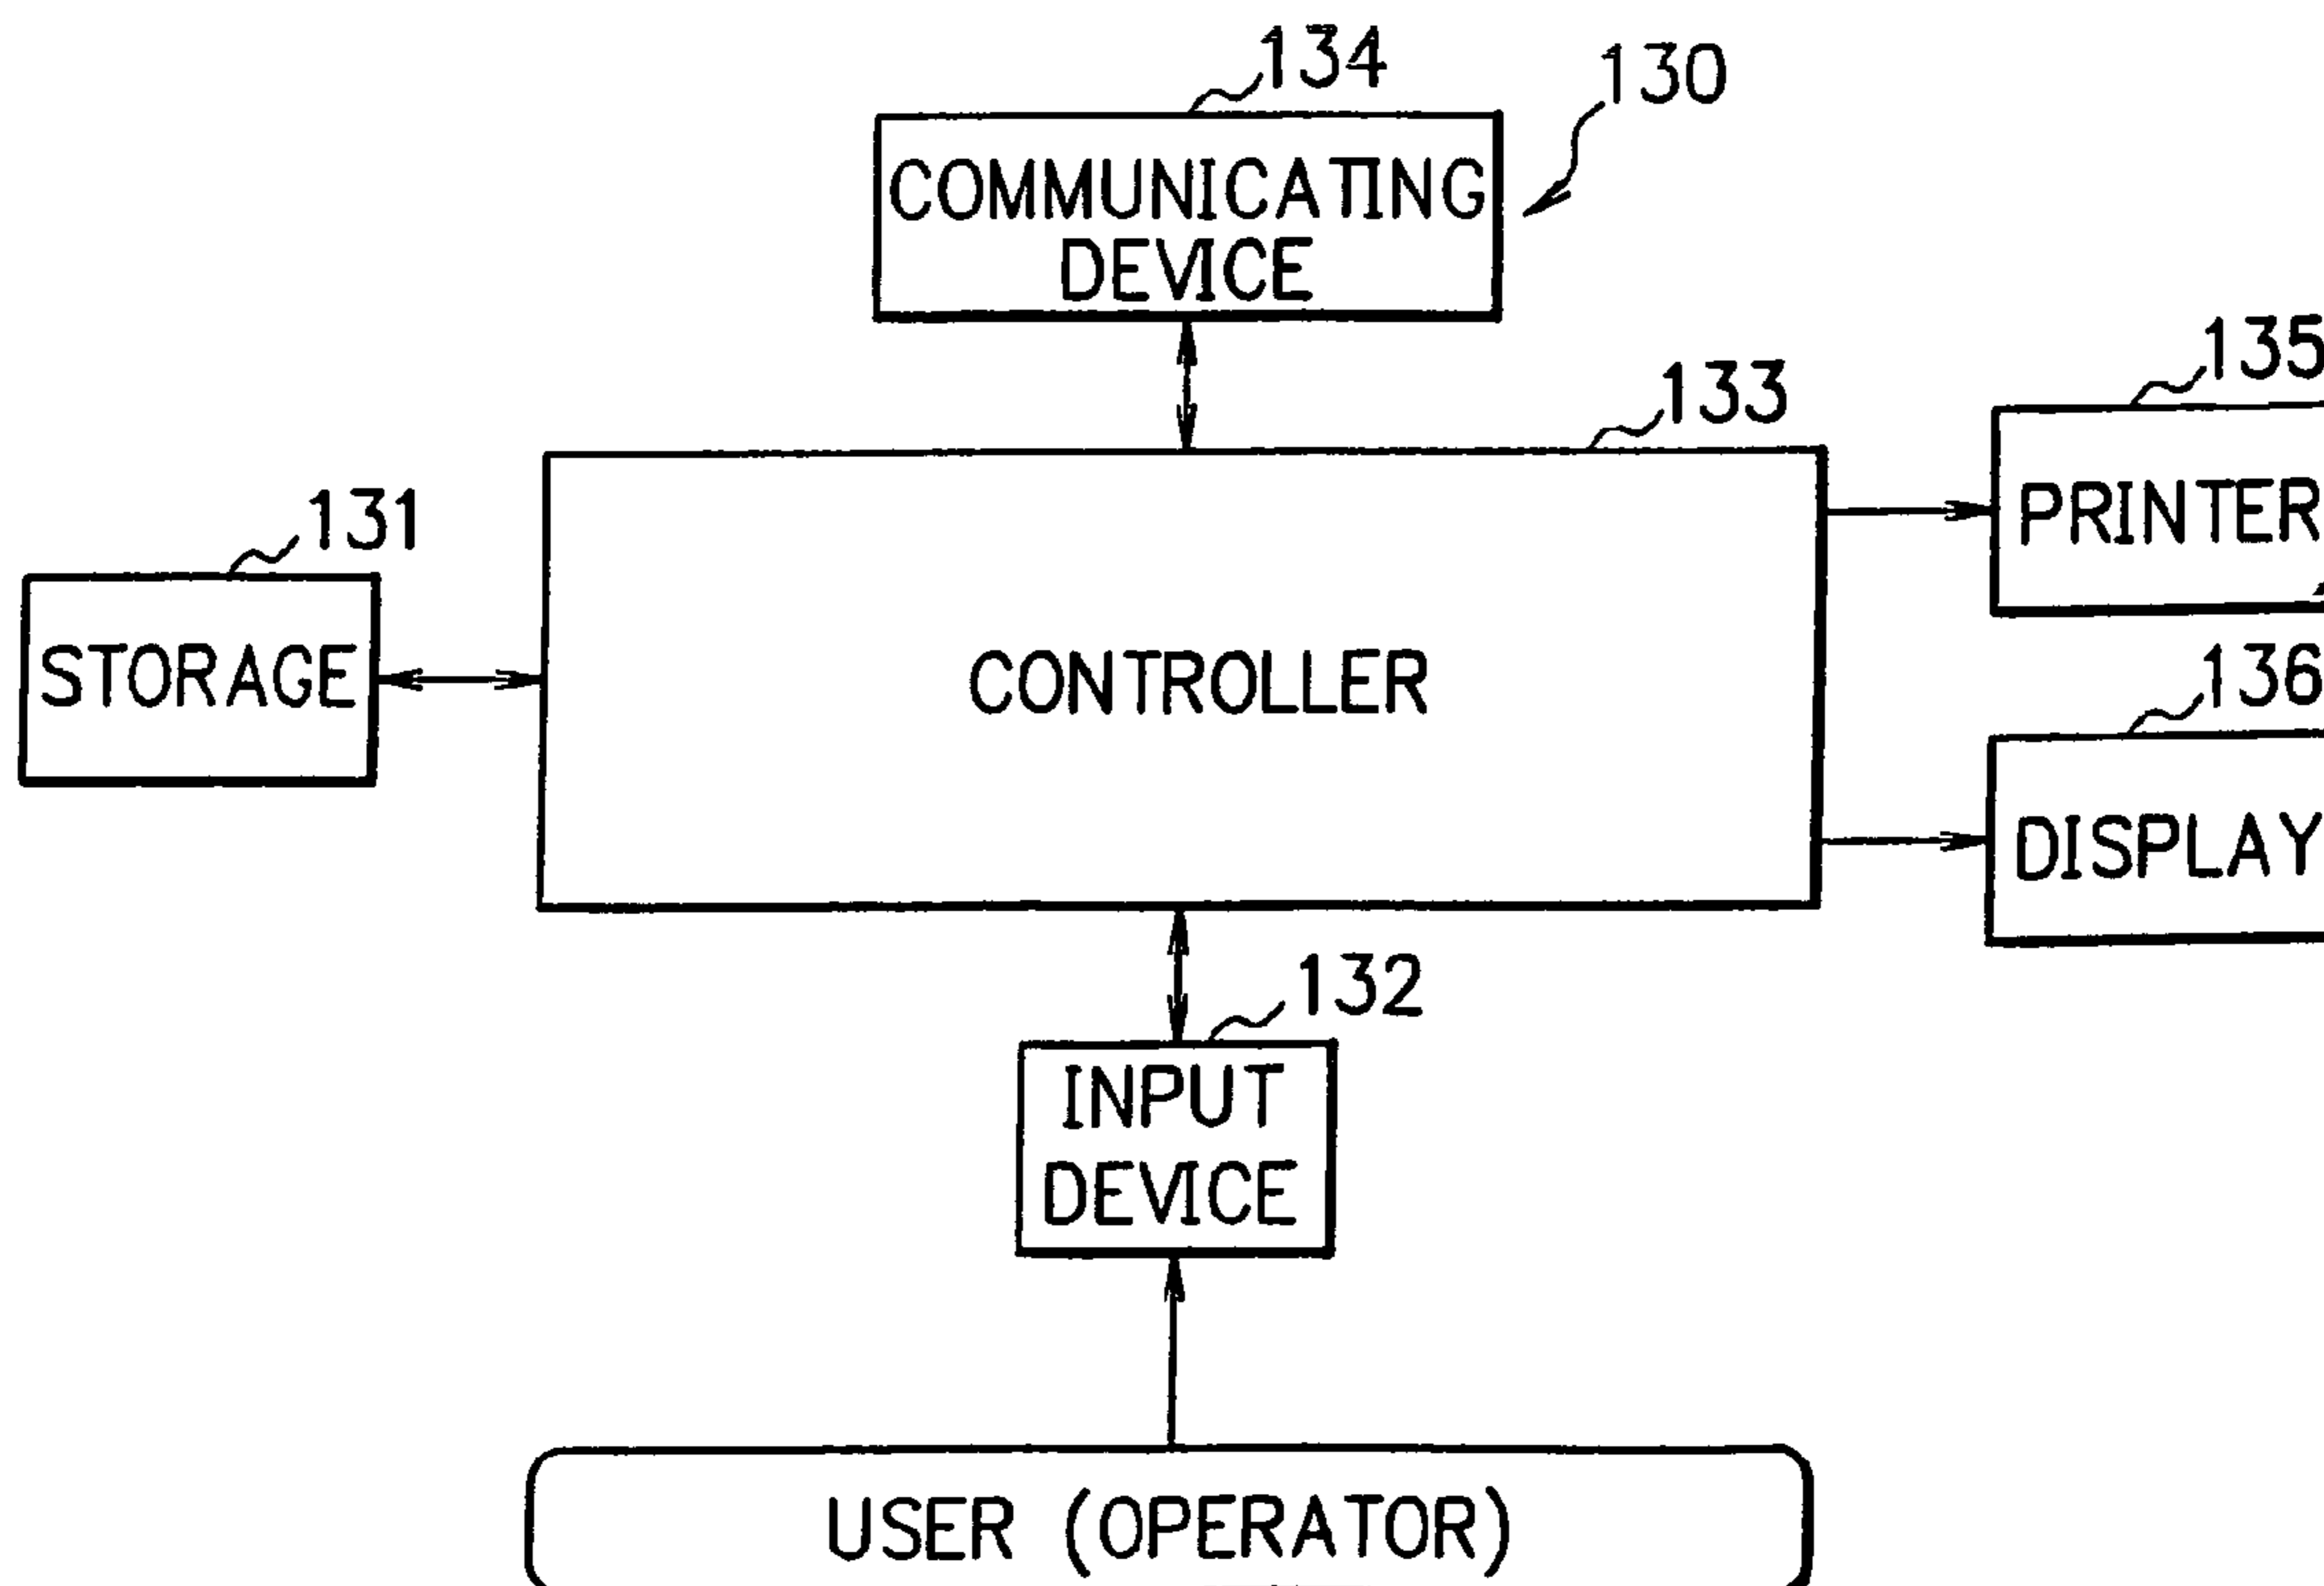 134
130
COMMUNICATING
DEVICE
135
133
131
PRINTER
STORAGE
CONTROLLER
136
DISPLAY
132
INPUT
DEVICE
USER (OPERATOR)